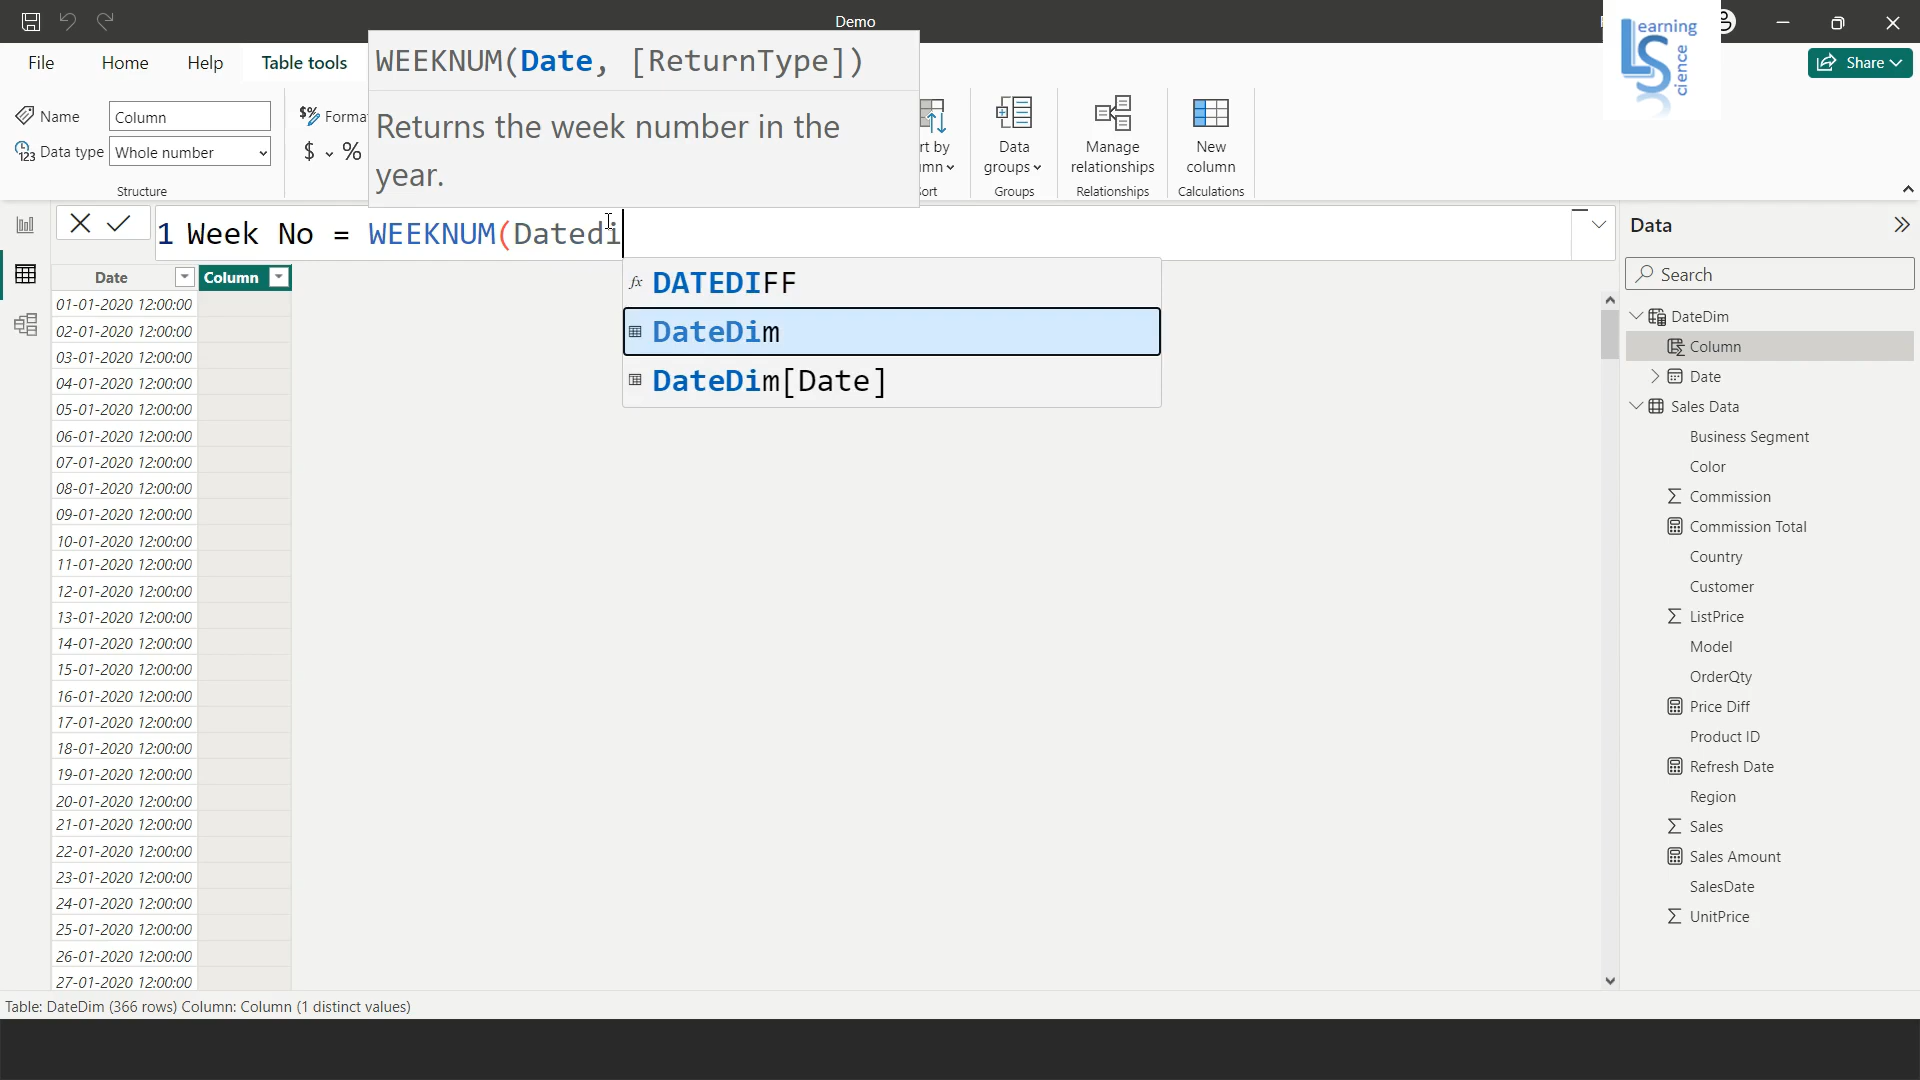 Demo
Learning
Science
File Home Help Table tools
Share
WEEKNUM(Date, [ReturnType])
Returns the week number in the
year.
Name Column
Forma
Data type Whole number
$ %
Structure
rt by
mn
ort
Data
groups
Groups
Manage
relationships
Relationships
New
column
Calculations
1 Week No = WEEKNUM(Datedi
DATEDIFF
DateDim
DateDim[Date]
Date Column
01-01-2020 12:00:00
02-01-2020 12:00:00
03-01-2020 12:00:00
04-01-2020 12:00:00
05-01-2020 12:00:00
06-01-2020 12:00:00
07-01-2020 12:00:00
08-01-2020 12:00:00
09-01-2020 12:00:00
10-01-2020 12:00:00
11-01-2020 12:00:00
12-01-2020 12:00:00
13-01-2020 12:00:00
14-01-2020 12:00:00
15-01-2020 12:00:00
16-01-2020 12:00:00
17-01-2020 12:00:00
18-01-2020 12:00:00
19-01-2020 12:00:00
20-01-2020 12:00:00
21-01-2020 12:00:00
22-01-2020 12:00:00
23-01-2020 12:00:00
24-01-2020 12:00:00
25-01-2020 12:00:00
26-01-2020 12:00:00
27-01-2020 12:00:00
Data
Search
DateDim
Column
Date
Sales Data
Business Segment
Color
Commission
Commission Total
Country
Customer
ListPrice
Model
OrderQty
Price Diff
Product ID
Refresh Date
Region
Sales
Sales Amount
SalesDate
UnitPrice
Table: DateDim (366 rows) Column: Column (1 distinct values)